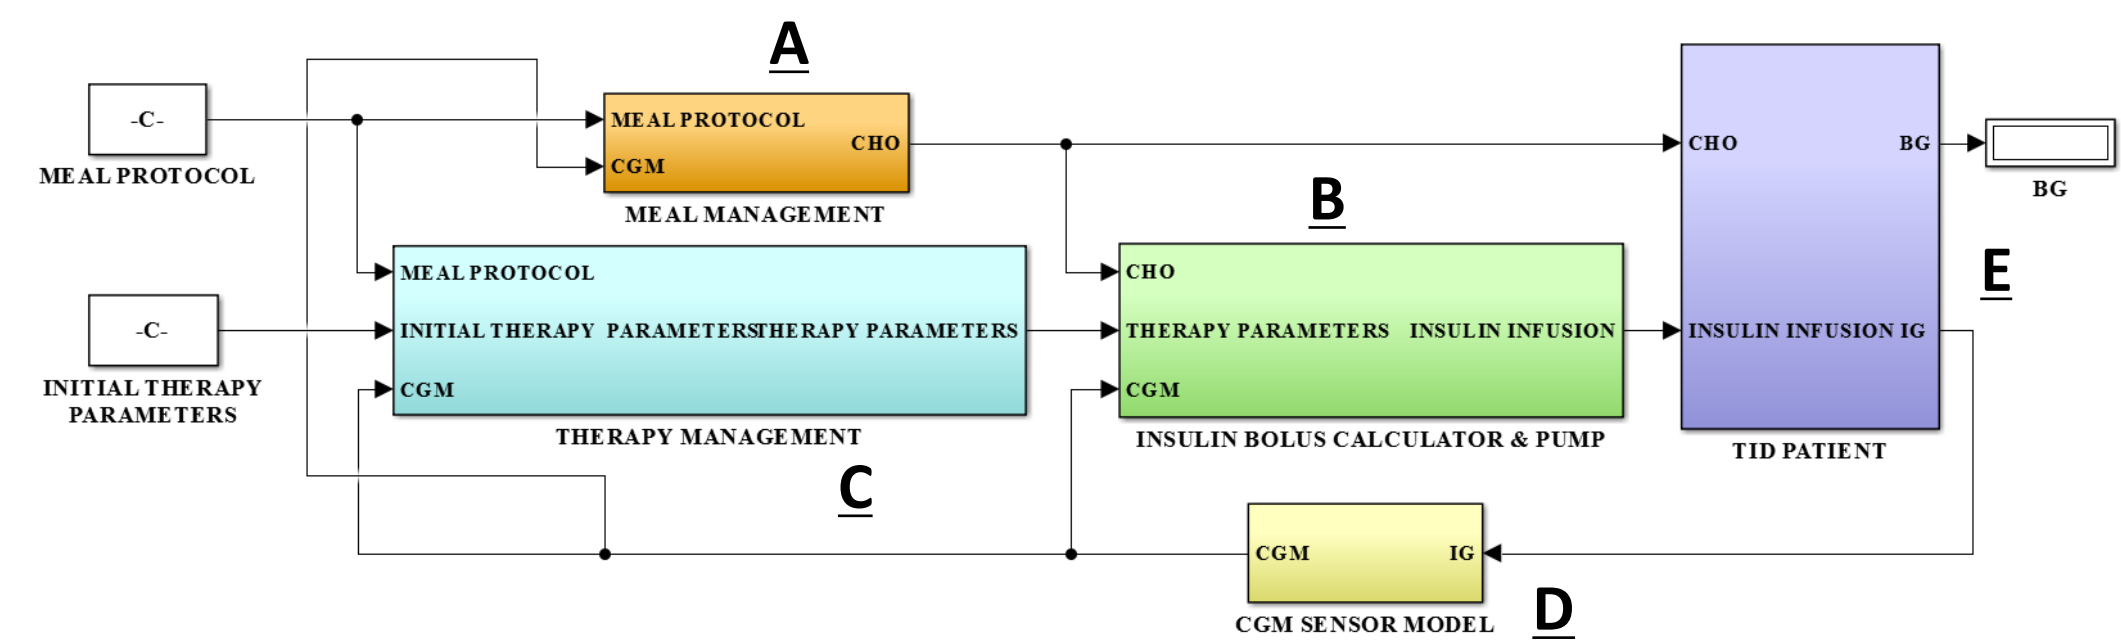 A
-C-
MEAL PROTOCOL
MEAL PROTOCOL
CHO
CGM
MEAL MANAGEMENT
CHO
BG
BG
B
MEAL PROTOCOL
INITIAL THERAPY PARAMETERS
THERAPY PARAMETERS
CGM
THERAPY MANAGEMENT
-C-
INITIAL THERAPY
PARAMETERS
CHO
THERAPY PARAMETERS
INSULIN INFUSION
CGM
INSULIN BOLUS CALCULATOR & PUMP
INSULIN INFUSION
IG
TID PATIENT
E
C
CGM
IG
CGM SENSOR MODEL
D